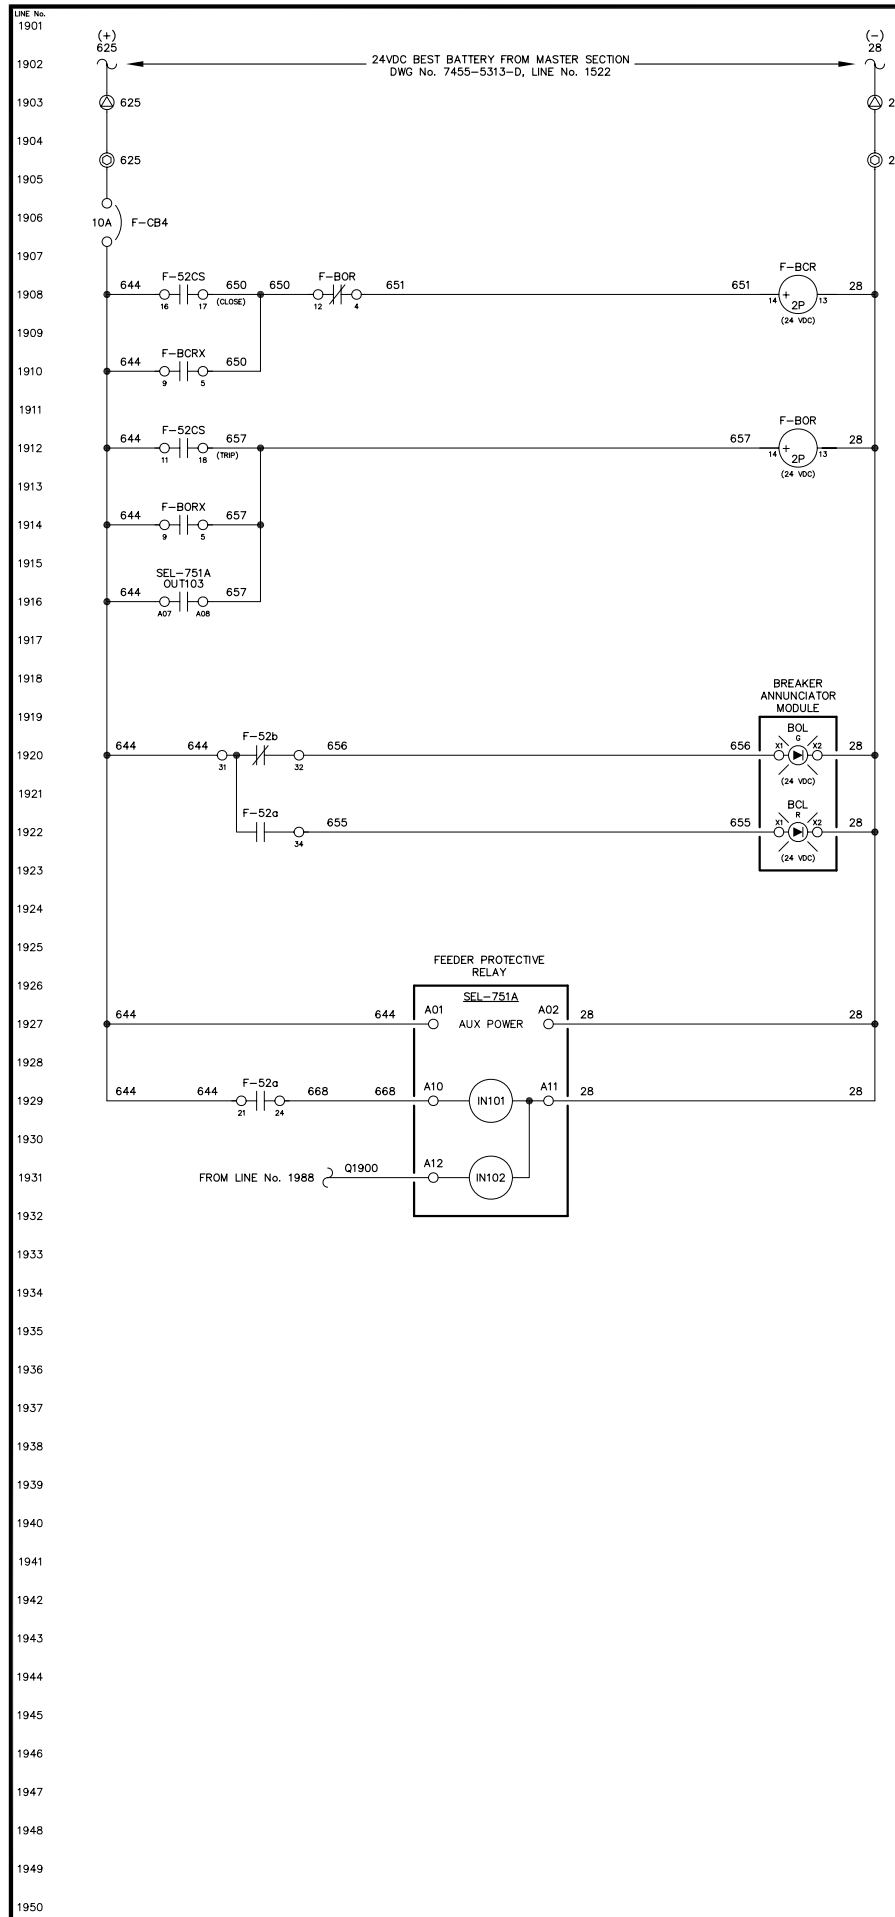 LINE No.
1901
(+) (-)
625 28
1902 24VDC BEST BATTERY FROM MASTER SECTION
DWG No. 7455-5313-D, LINE No. 1522
1903 625 2
1904
625 2
1905
1906 10A F-CB4
1907
F-52CS F-BOR F-BCR
1908 644 650 650 651 651 + 28
16 17 (CLOSE) 12 4 14 2P 13
(24 VDC)
1909
F-BCRX
1910 644 650
9 5
1911
F-52CS F-BOR
1912 644 657 657 + 28
11 18 (TRIP) 14 2P 13
(24 VDC)
1913
F-BORX
1914 644 657
9 5
1915
SEL-751A
OUT103
1916 644 657
A07 A08
1917
1918
BREAKER
ANNUNCIATOR
MODULE
1919
BOL
G
F-52b
1920 644 644 656 656 X1 X2 28
31 32 (24 VDC)
1921
BCL
R
F-52a
1922 655 655 X1 X2 28
34 (24 VDC)
1923
1924
1925
FEEDER PROTECTIVE
RELAY
1926
SEL-751A
1927 644 644 A01 AUX POWER A02 28 28
1928
F-52a
1929 644 644 668 668 A10 IN101 A11 28 28
21 24
1930
1931 FROM LINE No. 1988 Q1900 A12 IN102
1932
1933
1934
1935
1936
1937
1938
1939
1940
1941
1942
1943
1944
1945
1946
1947
1948
1949
1950